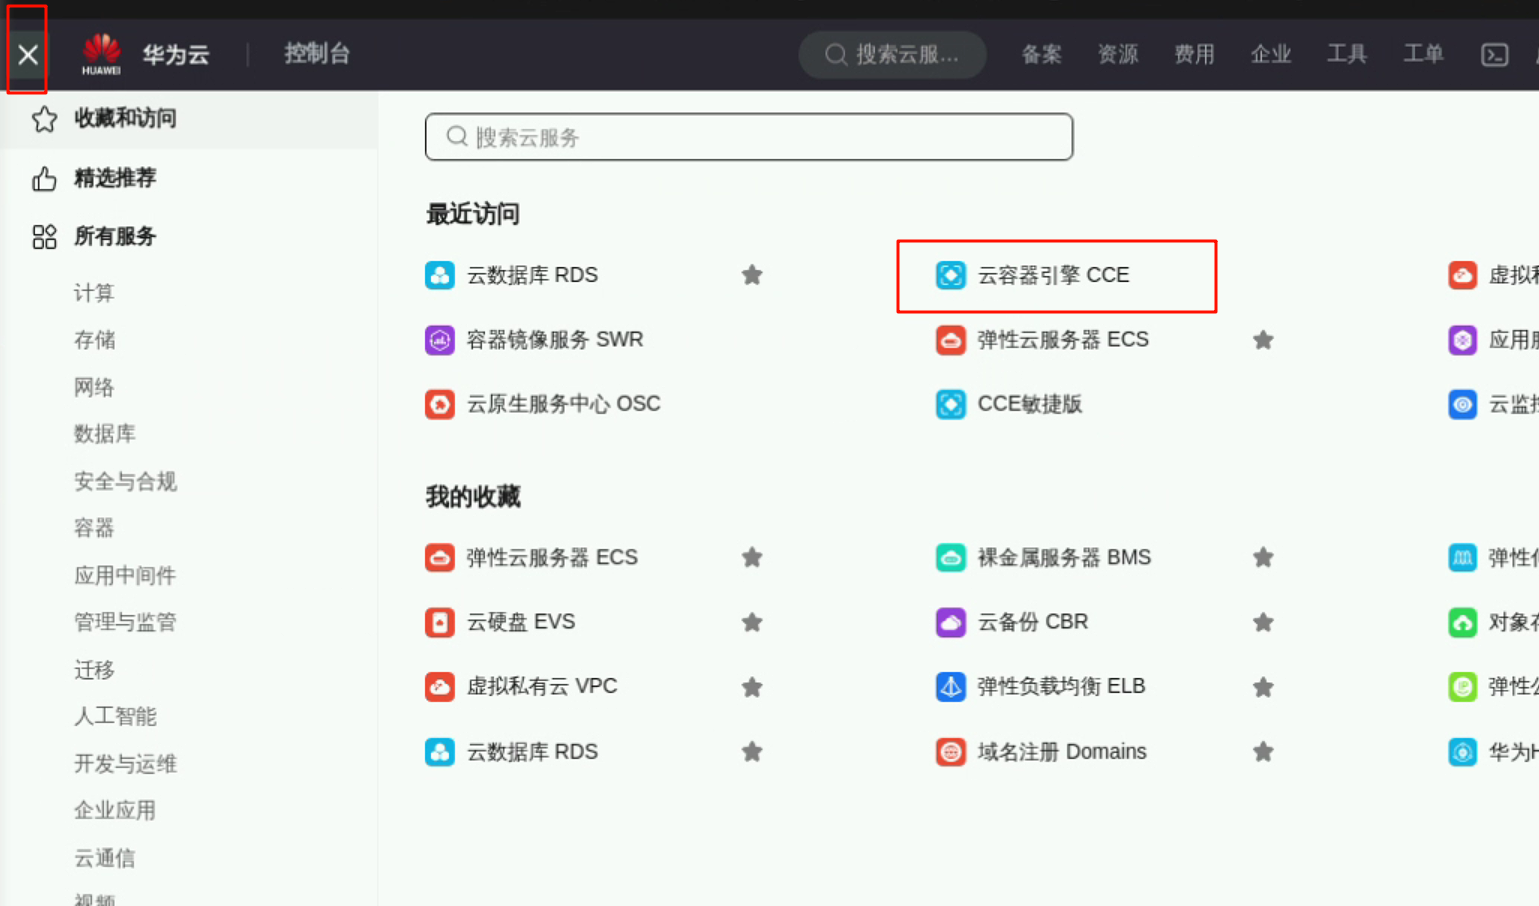 HUAWEI 华为云 控制台 搜索云服... 备案 资源 费用 企业 工具 工单
收藏和访问
精选推荐
所有服务
计算
存储
网络
数据库
安全与合规
容器
应用中间件
管理与监管
迁移
人工智能
开发与运维
企业应用
云通信
视频
搜索云服务
最近访问
云数据库 RDS 云容器引擎 CCE 虚拟私
容器镜像服务 SWR 弹性云服务器 ECS 应用服
云原生服务中心 OSC CCE敏捷版 云监控
我的收藏
弹性云服务器 ECS 裸金属服务器 BMS 弹性伸
云硬盘 EVS 云备份 CBR 对象存
虚拟私有云 VPC 弹性负载均衡 ELB 弹性公
云数据库 RDS 域名注册 Domains 华为H